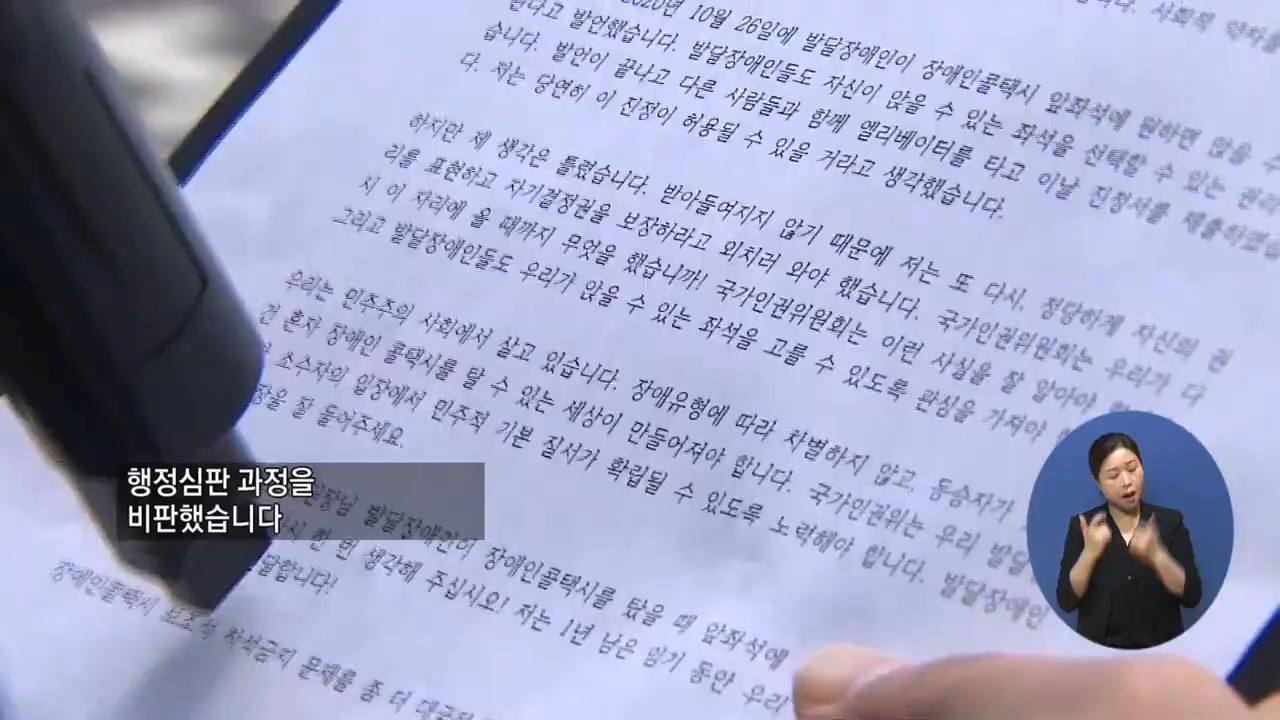 2020년 10월 26일에 발달장애인이 장애인콜택시 앞좌석에 원하면 앉을 수
된다고 발언했습니다. 발달장애인들도 자신이 앉을 수 있는 좌석을 선택할 수 있는 권리
습니다. 발언이 끝나고 다른 사람들과 함께 엘리베이터를 타고 이날 진정서를 제출하였습
다. 저는 당연히 이 진정이 허용될 수 있을 거라고 생각했습니다.
하지만 제 생각은 틀렸습니다. 받아들여지지 않기 때문에 저는 또 다시, 정당하게 자신의 권
리를 표현하고 자기결정권을 보장하라고 외치러 와야 했습니다. 국가인권위원회는 우리가 다
시 이 자리에 올 때까지 무엇을 했습니까! 국가인권위원회는 이런 사실을 잘 알아야
그리고 발달장애인들도 우리가 앉을 수 있는 좌석을 고를 수 있도록 관심을 가져야
우리는 민주주의 사회에서 살고 있습니다. 장애유형에 따라 차별하지 않고, 동승자가
건 혼자 장애인 콜택시를 탈 수 있는 세상이 만들어져야 합니다. 국가인권위는 우리 발달
소수자의 입장에서 민주적 기본 질서가 확립될 수 있도록 노력해야 합니다. 발달장애인
장을 잘 들어주세요.
장님 발달장애인이 장애인콜택시를 탔을 때 앞좌석에
시 한 번 생각해 주십시오! 저는 1년 남은 임기 동안 우리
달합니다!
장애인콜택시 보조석 착석금지 문제를 좀 더
행정심판 과정을
비판했습니다